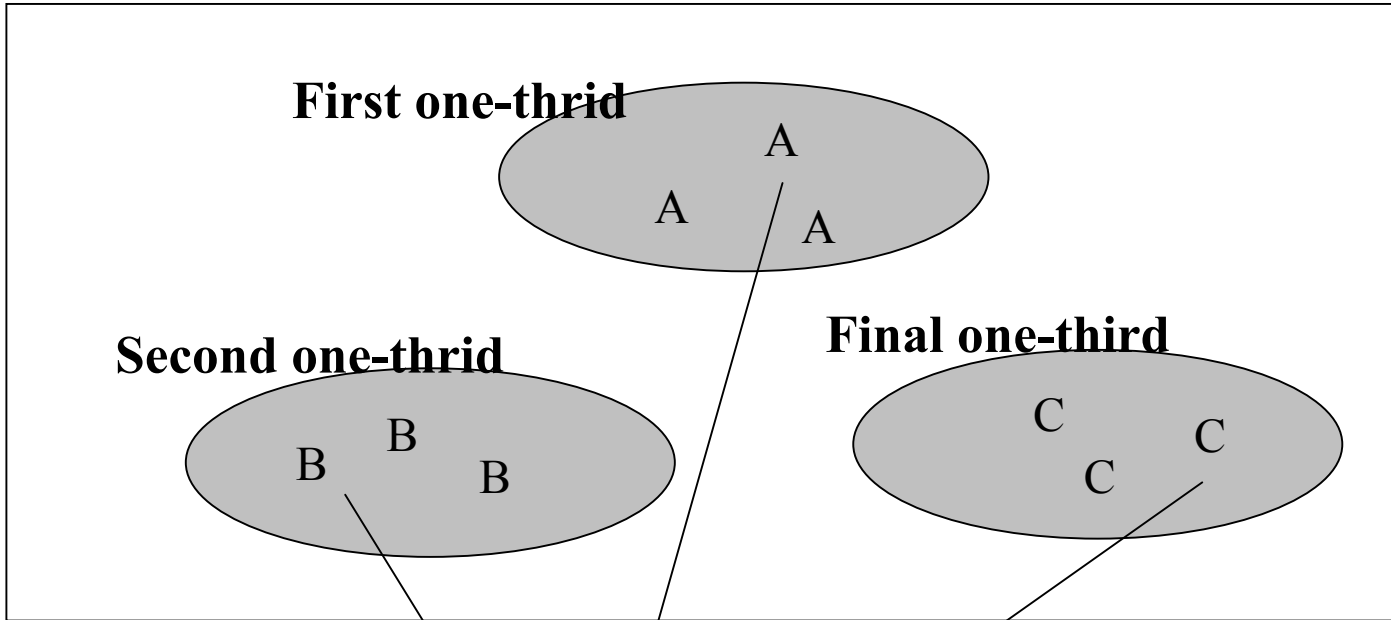 First one-thrid
A
A
A
Second one-thrid
B
B
B
Final one-third
C
C
C